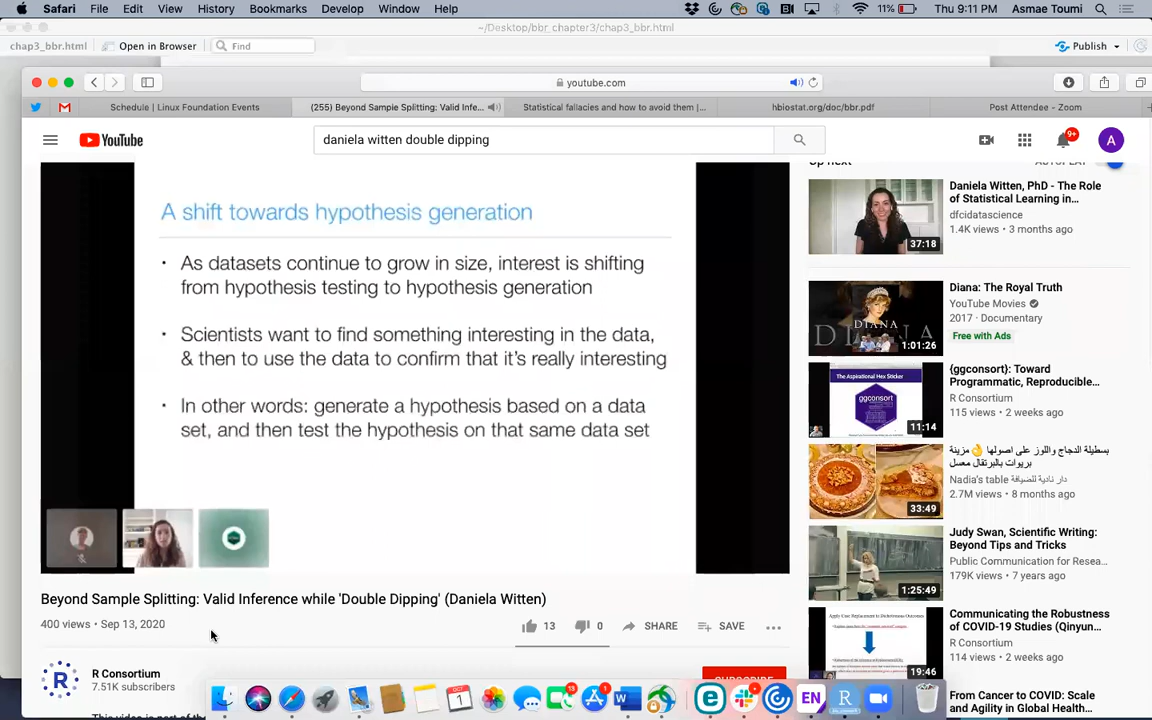 Safari File Edit View History Bookmarks Develop Window Help
11% Thu 9:11 PM Asmae Toumi
~/Desktop/bbr_chapter3/chap3_bbr.html
chap3_bbr.html Open in Browser Find Publish
youtube.com
Schedule | Linux Foundation Events
(255) Beyond Sample Splitting: Valid Infe...
Statistical fallacies and how to avoid them |...
hbiostat.org/doc/bbr.pdf
Post Attendee - Zoom
YouTube
daniela witten double dipping
9+
A
Up next
AUTOPLAY
A shift towards hypothesis generation
• As datasets continue to grow in size, interest is shifting
from hypothesis testing to hypothesis generation
• Scientists want to find something interesting in the data,
& then to use the data to confirm that it's really interesting
• In other words: generate a hypothesis based on a data
set, and then test the hypothesis on that same data set
Beyond Sample Splitting: Valid Inference while 'Double Dipping' (Daniela Witten)
400 views • Sep 13, 2020
13
0
SHARE
SAVE
R
R Consortium
7.51K subscribers
SUBSCRIBE
Daniela Witten, PhD - The Role
of Statistical Learning in...
dfcidatascience
1.4K views • 3 months ago
37:18
DIANA
Diana: The Royal Truth
YouTube Movies
2017 • Documentary
Free with Ads
1:01:26
The Aspirational Hex Sticker
ggconsort
{ggconsort}: Toward
Programmatic, Reproducible...
R Consortium
115 views • 2 weeks ago
11:14
بسطيلة الدجاج واللوز على اصولها 👌 مزينة
بريوات بالبرتقال معسل
Nadia's table دار نادية للضيافة
2.7M views • 8 months ago
33:49
Judy Swan, Scientific Writing:
Beyond Tips and Tricks
Public Communication for Resea...
179K views • 7 years ago
1:25:49
Communicating the Robustness
of COVID-19 Studies (Qinyun...
R Consortium
114 views • 2 weeks ago
19:46
From Cancer to COVID: Scale
and Agility in Global Health...
OCT
1
EN
R